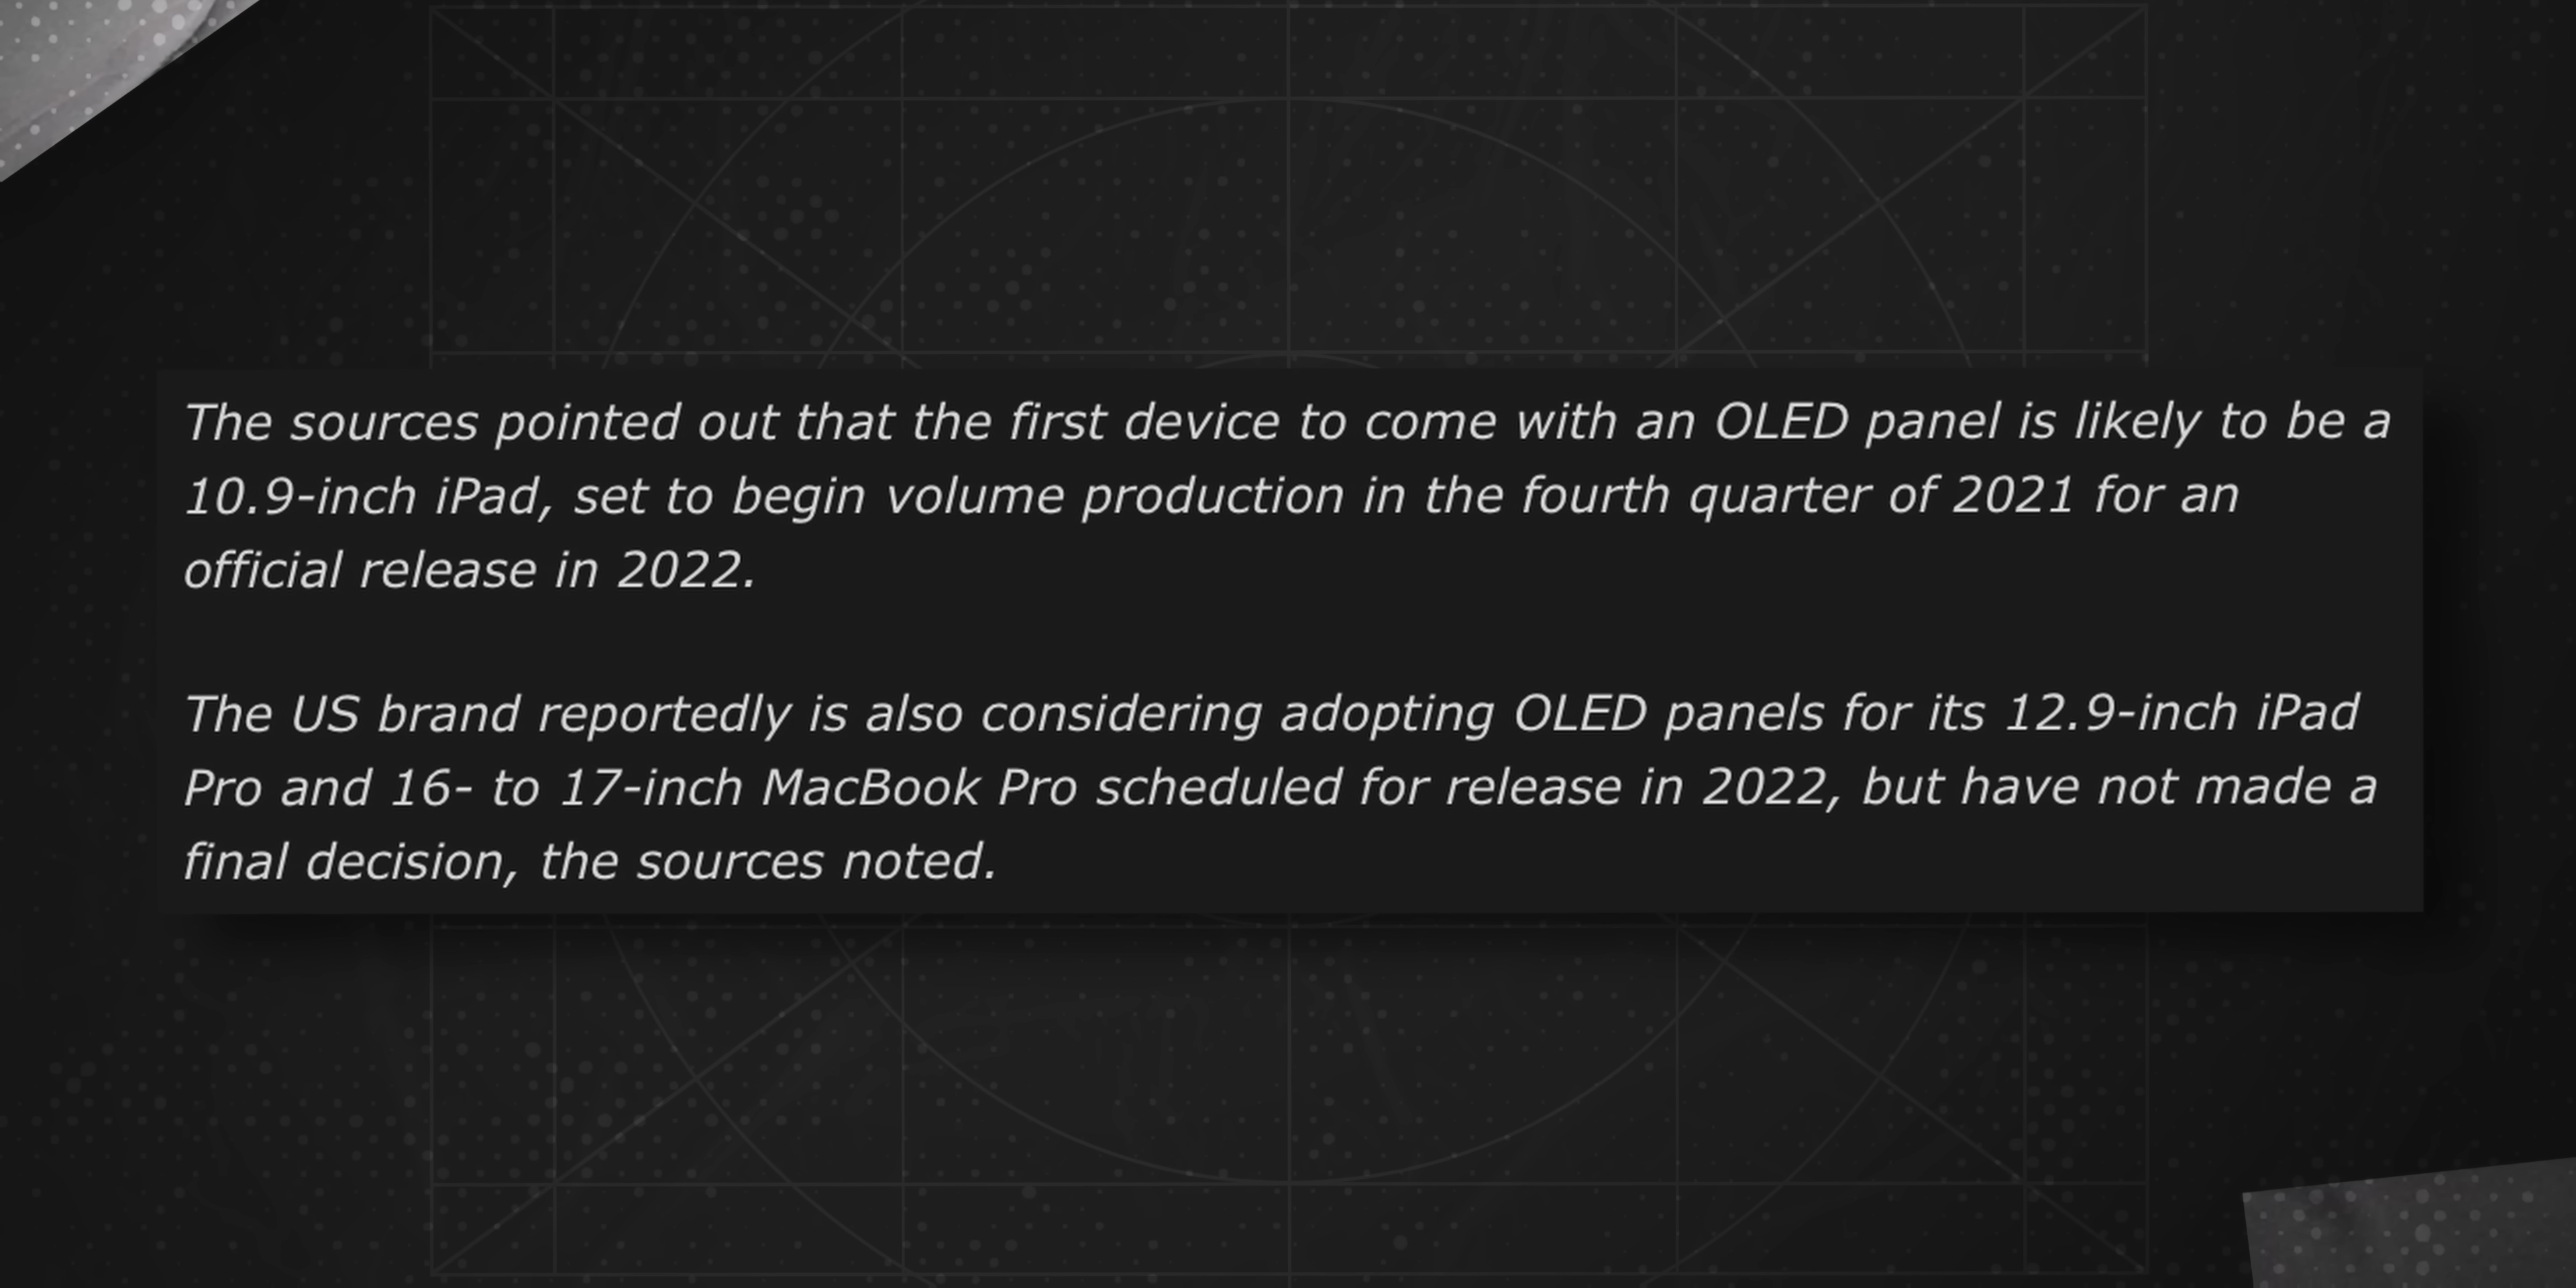 The sources pointed out that the first device to come with an OLED panel is likely to be a
10.9-inch iPad, set to begin volume production in the fourth quarter of 2021 for an
official release in 2022.
The US brand reportedly is also considering adopting OLED panels for its 12.9-inch iPad
Pro and 16- to 17-inch MacBook Pro scheduled for release in 2022, but have not made a
final decision, the sources noted.